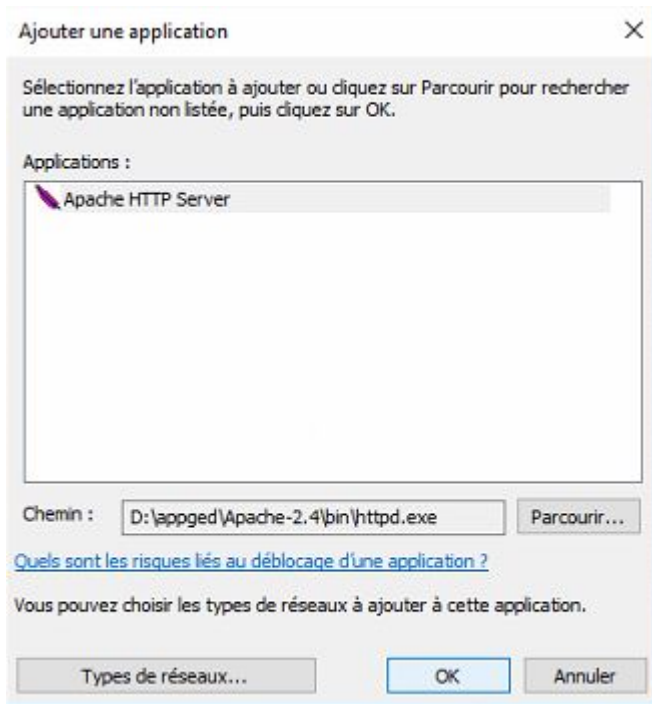 Ajouter une application
Sélectionnez l'application à ajouter ou cliquez sur Parcourir pour rechercher
une application non listée, puis cliquez sur OK.
Applications :
Apache HTTP Server
Chemin :
D:\appged\Apache-2.4\bin\httpd.exe
Parcourir...
Quels sont les risques liés au déblocage d'une application ?
Vous pouvez choisir les types de réseaux à ajouter à cette application.
Types de réseaux...
OK
Annuler